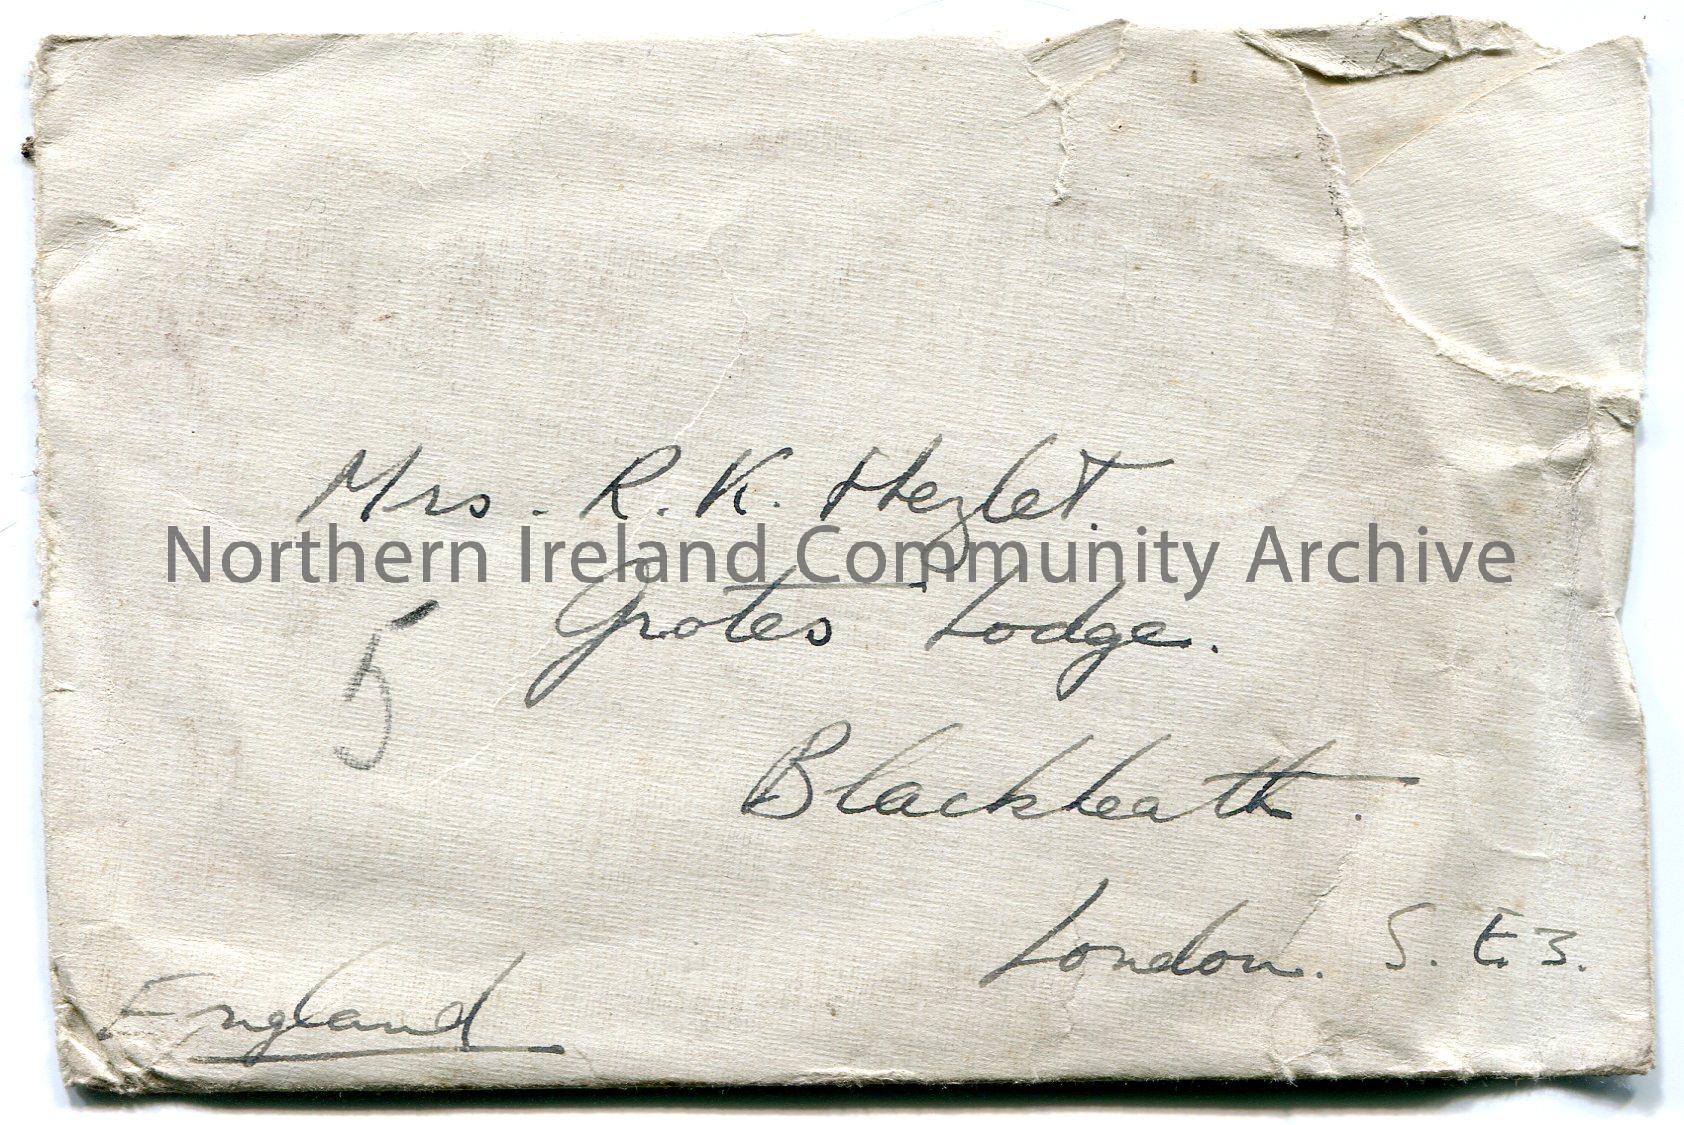 Mrs. R. K. Hezlet.
Northern Ireland Community Archive
5
Grotes Lodge.
Blackheath.
London. S. E. 3.
England